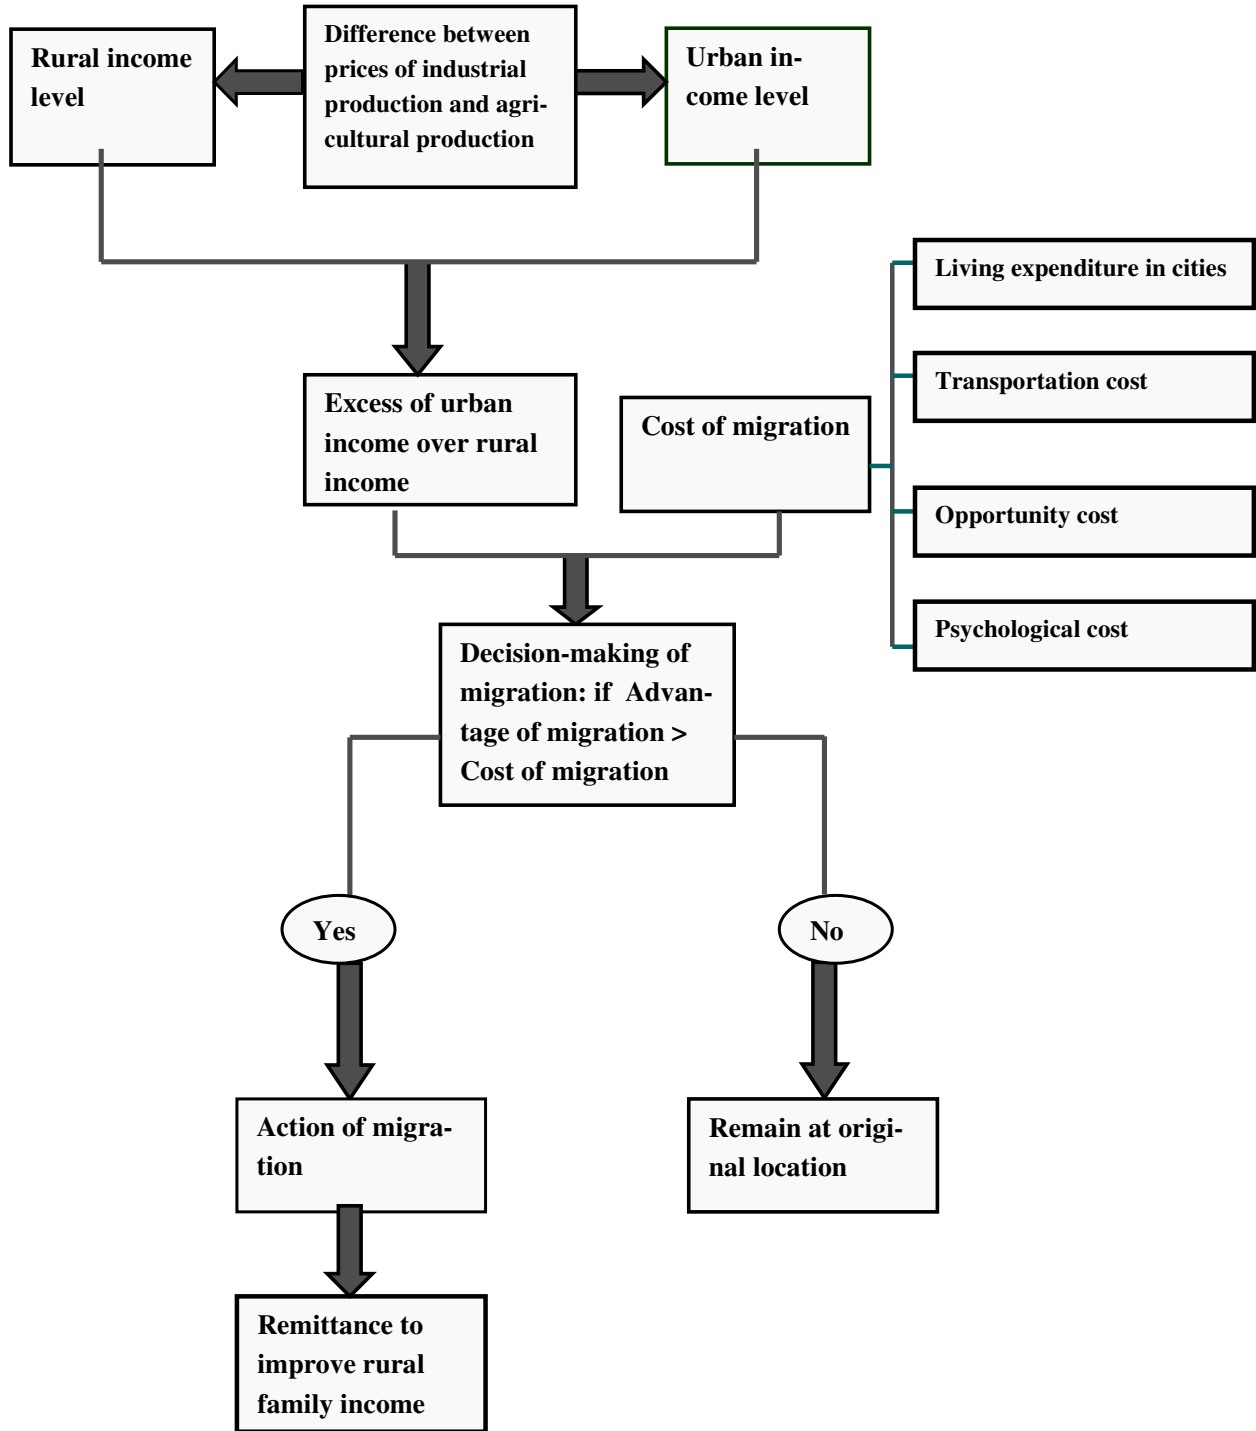 Rural income
level
Difference between
prices of industrial
production and agri-
cultural production
Urban in-
come level
Living expenditure in cities
Transportation cost
Excess of urban
income over rural
income
Cost of migration
Opportunity cost
Psychological cost
Decision-making of
migration: if  Advan-
tage of migration >
Cost of migration
Yes
No
Action of migra-
tion
Remain at origi-
nal location
Remittance to
improve rural
family income